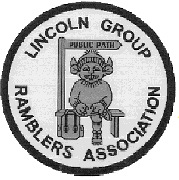 LINCOLN GROUP
PUBLIC PATH
RAMBLERS ASSOCIATION